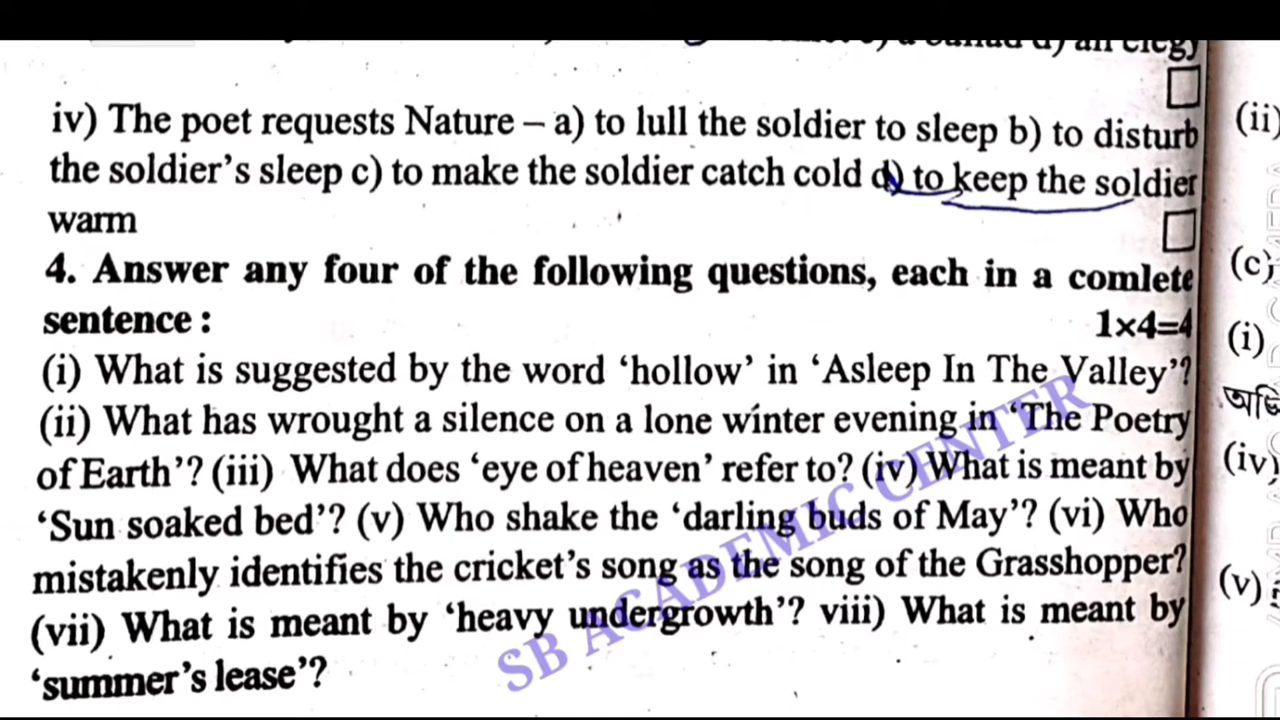 a ballad d) an elegy
iv) The poet requests Nature – a) to lull the soldier to sleep b) to disturb
the soldier's sleep c) to make the soldier catch cold d) to keep the soldier
warm
4. Answer any four of the following questions, each in a comlete
sentence : 1×4=4
(i) What is suggested by the word 'hollow' in 'Asleep In The Valley'?
(ii) What has wrought a silence on a lone winter evening in 'The Poetry
of Earth'? (iii) What does 'eye of heaven' refer to? (iv) What is meant by
'Sun soaked bed'? (v) Who shake the 'darling buds of May'? (vi) Who
mistakenly identifies the cricket's song as the song of the Grasshopper?
(vii) What is meant by 'heavy undergrowth'? viii) What is meant by
'summer's lease'?
SB ACADEMIC CENTER
(ii)
(c)
(i)
(iv)
(v)